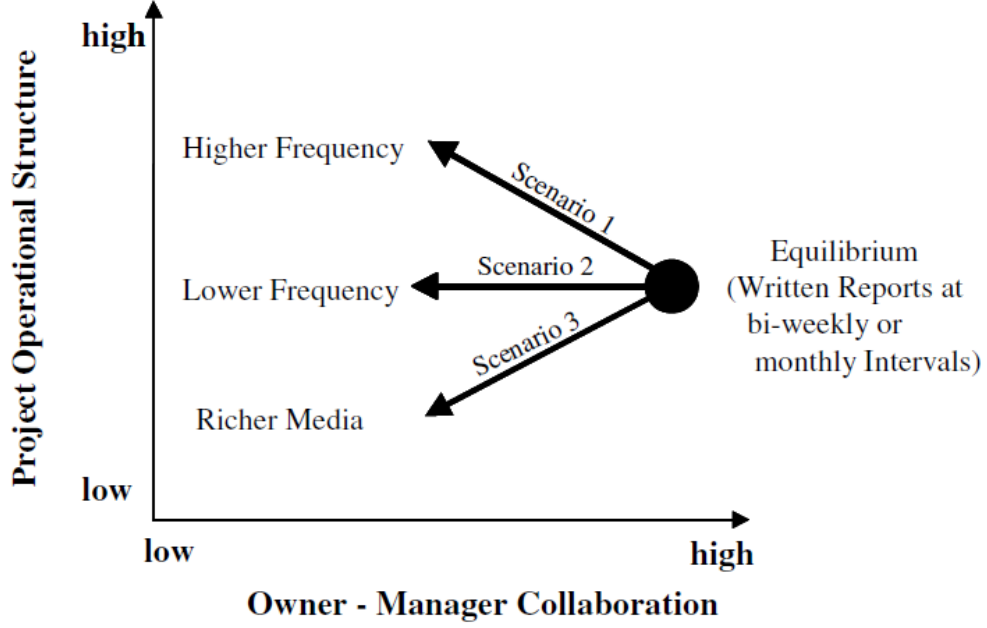 Project Operational Structure
high
Higher Frequency
Scenario 1
Lower Frequency
Scenario 2
Equilibrium
(Written Reports at
bi-weekly or
monthly Intervals)
Scenario 3
Richer Media
low
low
high
Owner - Manager Collaboration